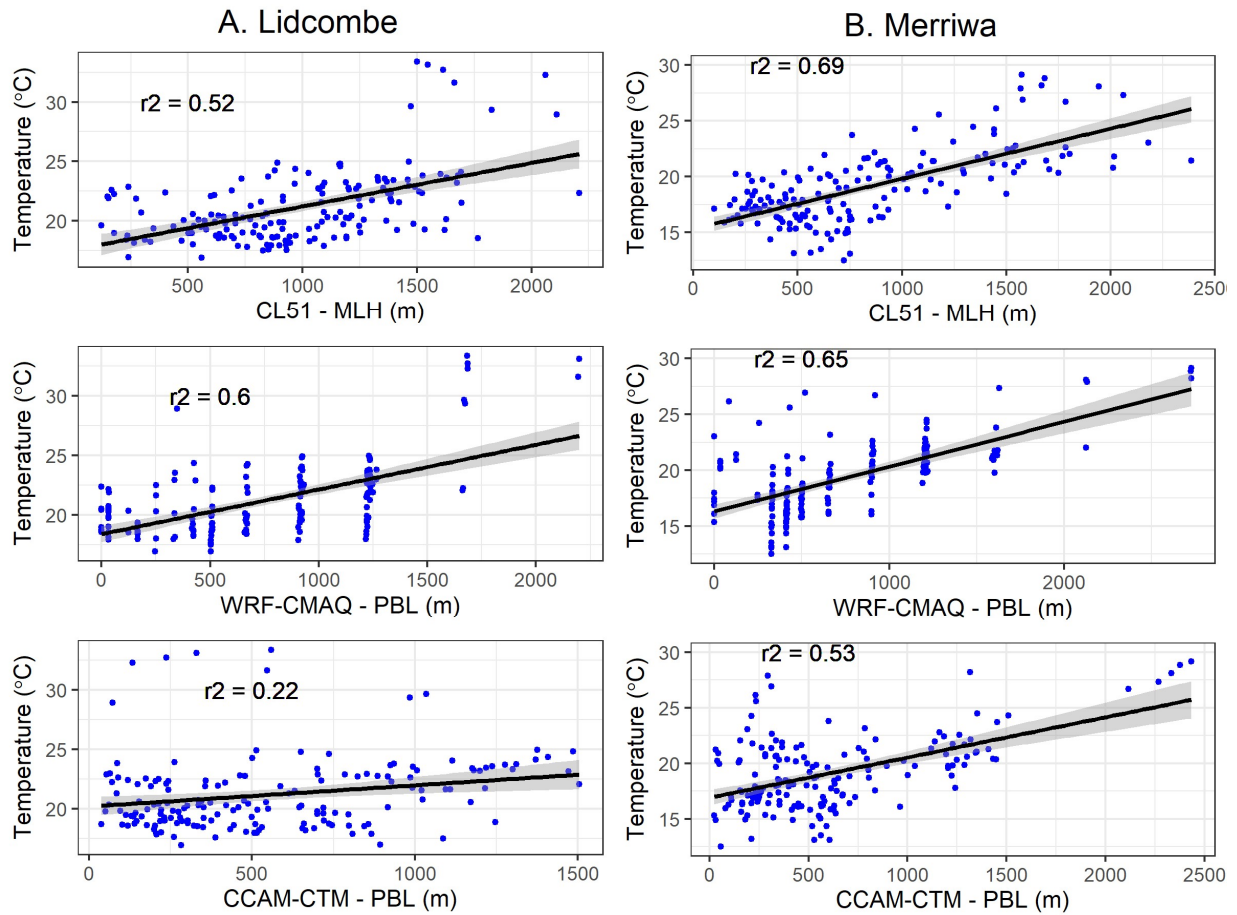 A. Lidcombe
B. Merriwa
Temperature (°C)
r2 = 0.52
30
25
20
500
1000
1500
2000
CL51 - MLH (m)
Temperature (°C)
r2 = 0.69
30
25
20
15
0
500
1000
1500
2000
CL51 - MLH (m)
Temperature (°C)
r2 = 0.6
30
25
20
0
500
1000
1500
2000
WRF-CMAQ - PBL (m)
Temperature (°C)
r2 = 0.65
30
25
20
15
0
1000
2000
WRF-CMAQ - PBL (m)
Temperature (°C)
r2 = 0.22
30
25
20
0
500
1000
1500
CCAM-CTM - PBL (m)
Temperature (°C)
r2 = 0.53
30
25
20
15
0
500
1000
1500
2000
2500
CCAM-CTM - PBL (m)